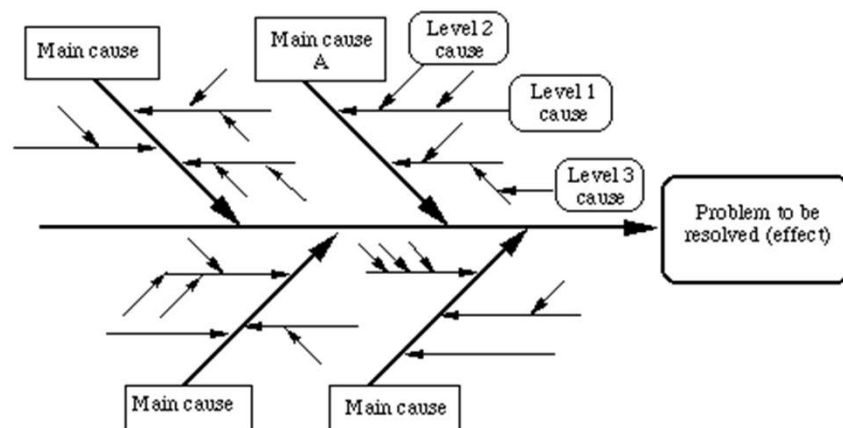 Main cause
Main cause
A
Level 2
cause
Level 1
cause
Level 3
cause
Problem to be
resolved (effect)
Main cause
Main cause